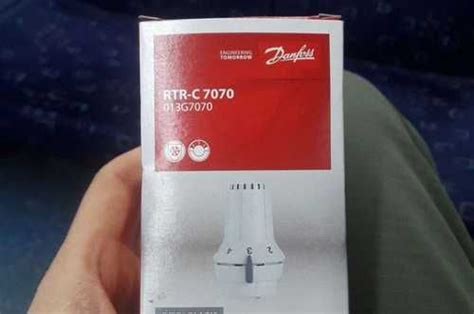 ENGINEERING
TOMORROW
Danfoss
RTR-C 7070
013G7070
4 3 2